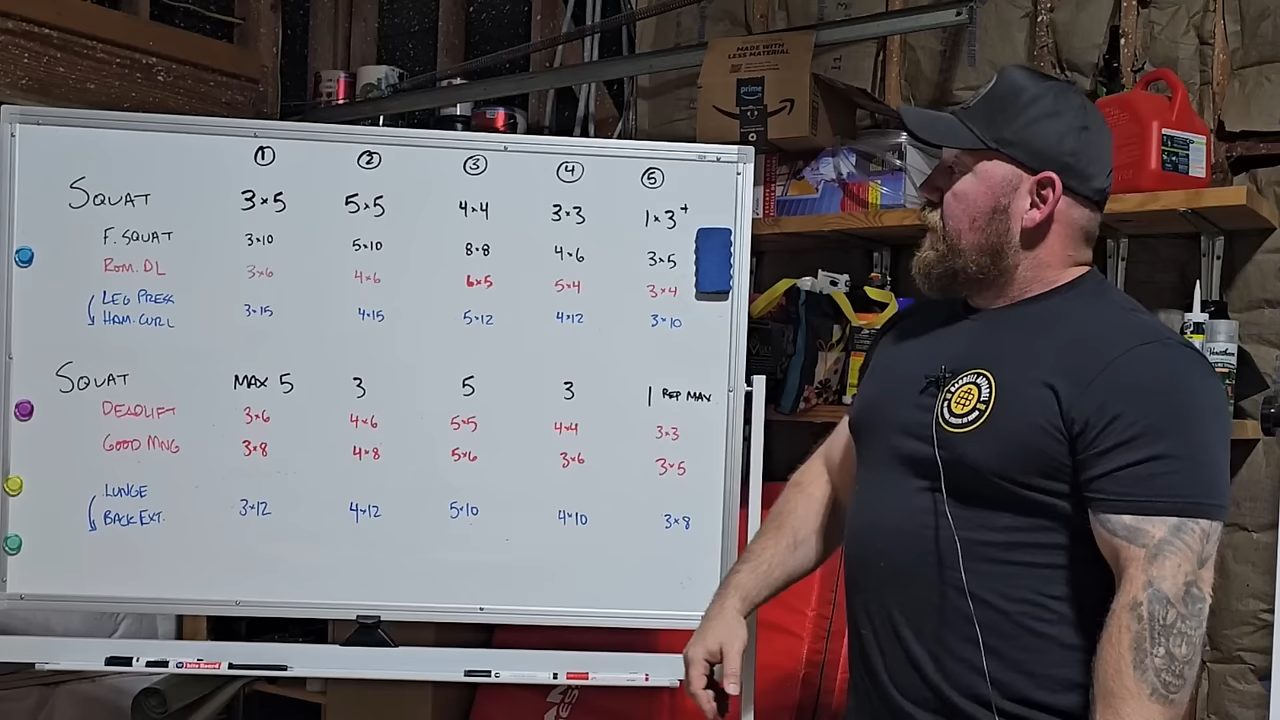 MADE WITH
LESS MATERIAL
prime
① ② ③ ④ ⑤
SQUAT 3×5 5×5 4×4 3×3 1×3+
F. SQUAT 3×10 5×10 8×8 4×6 3×5
ROM. DL 3×6 4×6 6×5 5×4 3×4
LEG PRESS
HAM. CURL 3×15 4×15 5×12 4×12 3×10
SQUAT MAX 5 3 5 3 1 REP MAX
DEADLIFT 3×6 4×6 5×5 4×4 3×3
GOOD MNG 3×8 4×8 5×6 3×6 3×5
LUNGE
BACK EXT. 3×12 4×12 5×10 4×10 3×8
BARBELL APPAREL